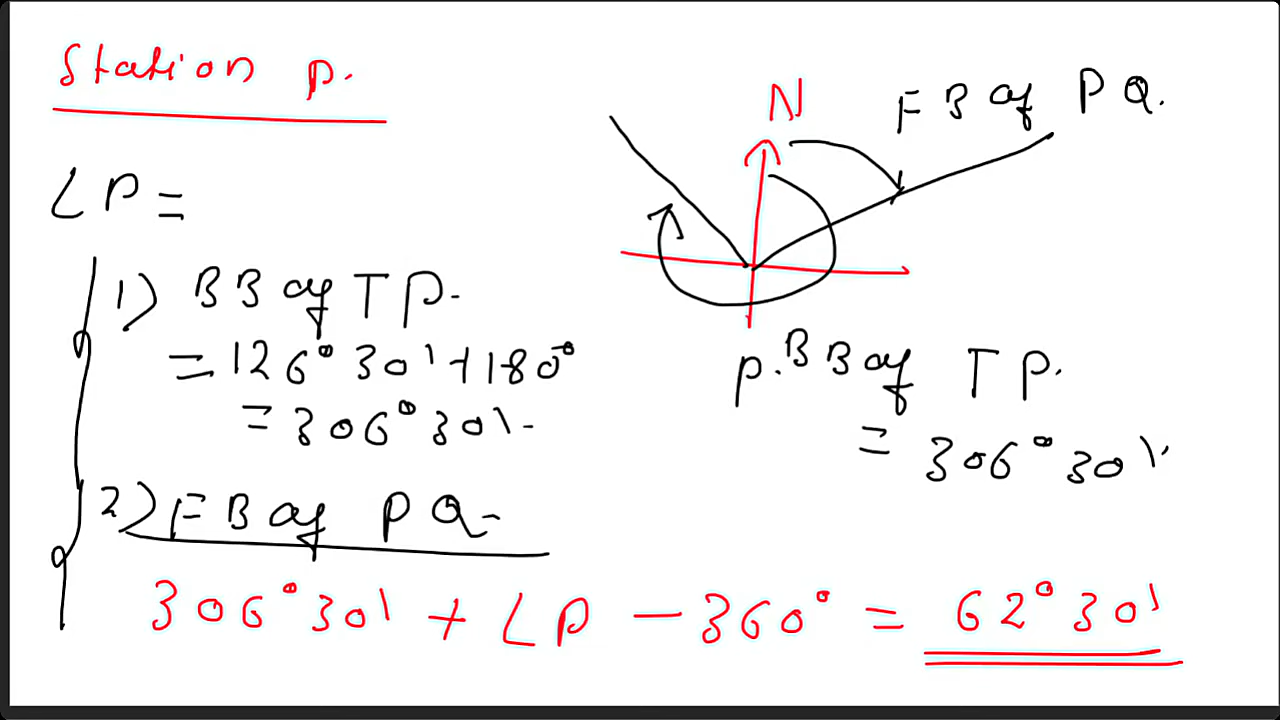 Station P.
∠P =
1) BB of TP.
= 126° 30' + 180°
= 306° 30'.
2) FB of PQ.
306° 30' + ∠P - 360° = 62° 30'
N
FB of PQ.
P. BB of TP.
= 306° 30'.